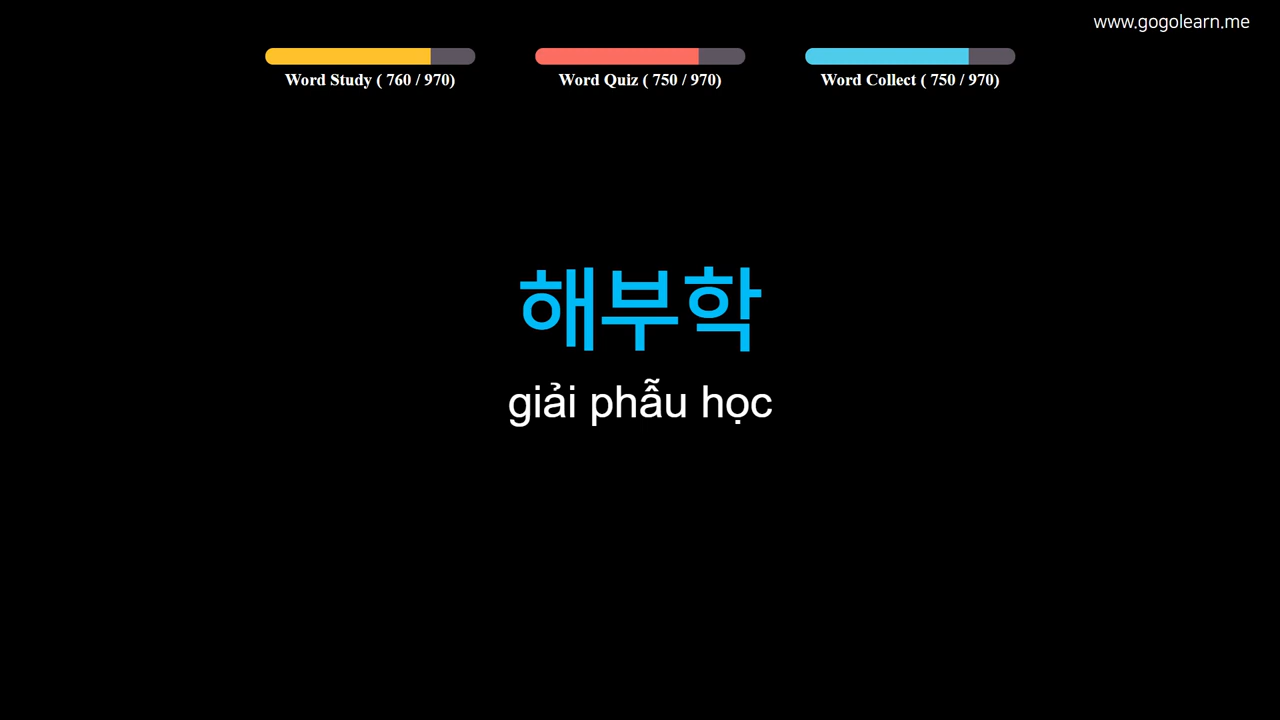 www.gogolearn.me
Word Study ( 760 / 970)
Word Quiz ( 750 / 970)
Word Collect ( 750 / 970)
해부학
giải phẫu học